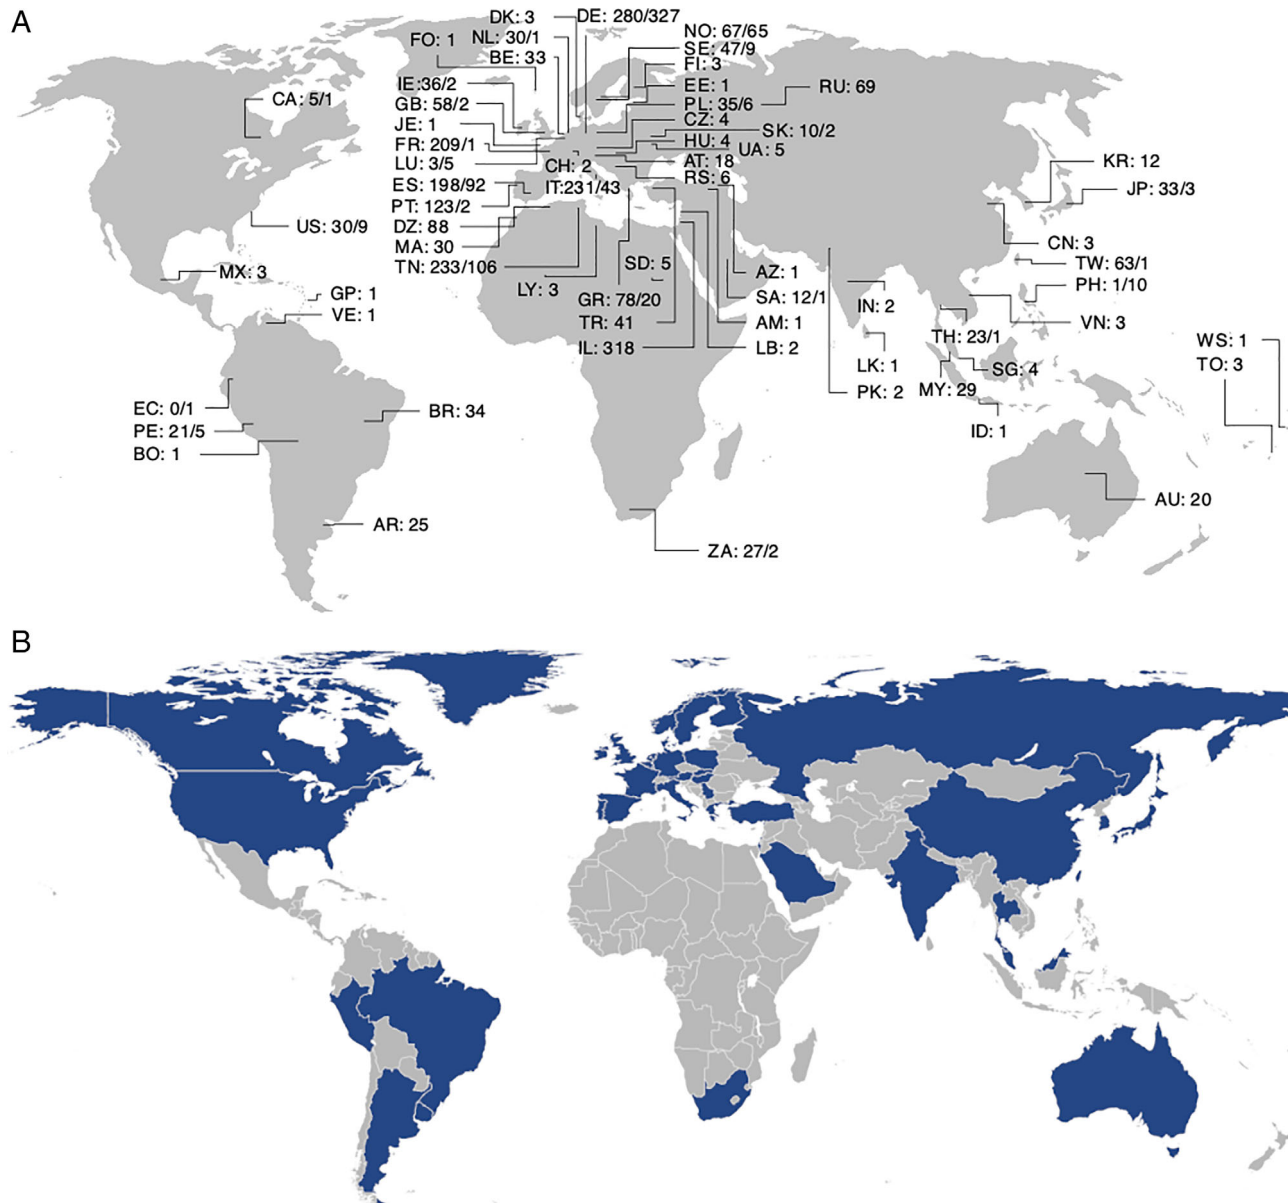 A
DK: 3
DE: 280/327
FO: 1
NL: 30/1
NO: 67/65
BE: 33
SE: 47/9
FI: 3
IE:36/2
EE: 1
RU: 69
CA: 5/1
GB: 58/2
PL: 35/6
JE: 1
CZ: 4
SK: 10/2
FR: 209/1
HU: 4
UA: 5
LU: 3/5
CH: 2
AT: 18
KR: 12
ES: 198/92
IT:231/43
RS: 6
JP: 33/3
PT: 123/2
US: 30/9
DZ: 88
MA: 30
CN: 3
TN: 233/106
SD: 5
TW: 63/1
MX: 3
AZ: 1
LY: 3
PH: 1/10
GP: 1
GR: 78/20
SA: 12/1
IN: 2
VE: 1
TR: 41
AM: 1
VN: 3
TH: 23/1
WS: 1
IL: 318
LB: 2
LK: 1
SG: 4
TO: 3
PK: 2
MY: 29
EC: 0/1
BR: 34
PE: 21/5
ID: 1
BO: 1
AU: 20
AR: 25
ZA: 27/2
B